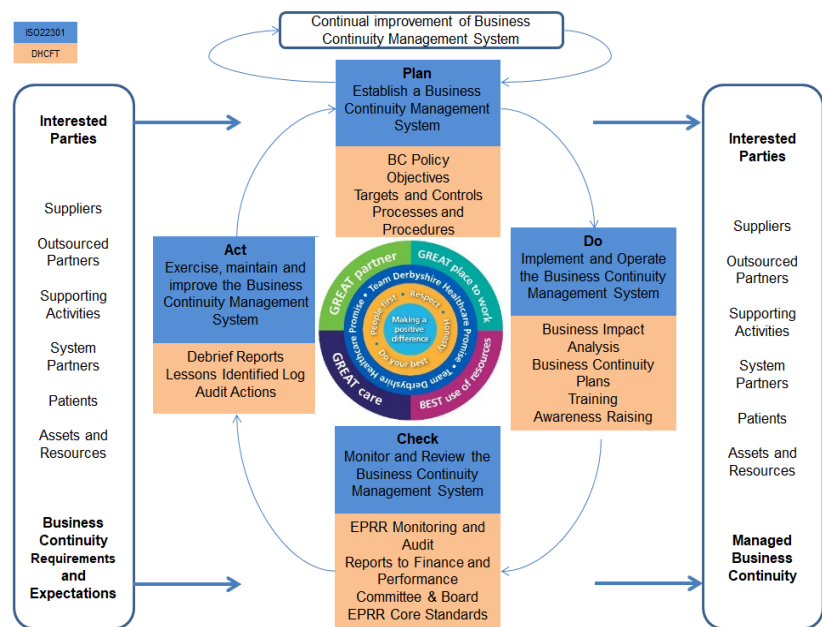 ISO22301
DHCFT
Continual improvement of Business
Continuity Management System
Interested
Parties
Suppliers
Outsourced
Partners
Supporting
Activities
System
Partners
Patients
Assets and
Resources
Business
Continuity
Requirements
and
Expectations
Plan
Establish a Business
Continuity Management
System
BC Policy
Objectives
Targets and Controls
Processes and
Procedures
Do
Implement and Operate
the Business Continuity
Management System
Business Impact
Analysis
Business Continuity
Plans
Training
Awareness Raising
Check
Monitor and Review the
Business Continuity
Management System
EPRR Monitoring and
Audit
Reports to Finance and
Performance
Committee & Board
EPRR Core Standards
Act
Exercise, maintain and
improve the Business
Continuity Management
System
Debrief Reports
Lessons Identified Log
Audit Actions
GREAT partner
GREAT place to work
BEST use of resources
GREAT care
Team Derbyshire Healthcare Promise • Team Derbyshire Healthcare Promise •
People first • Respect • Honesty • Do your best •
Making a
positive
difference
Interested
Parties
Suppliers
Outsourced
Partners
Supporting
Activities
System
Partners
Patients
Assets and
Resources
Managed
Business
Continuity